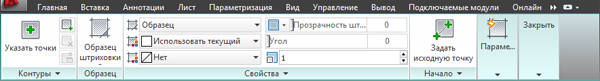 Главная Вставка Аннотации Лист Параметризация Вид Управление Вывод Подключаемые модули Онлайн
Указать точки
Контуры
Образец штриховки
Образец
Образец
Использовать текущий
Нет
Прозрачность шт... 0
Угол 0
1
Свойства
Задать
исходную точку
Начало
Параме...
Закрыть